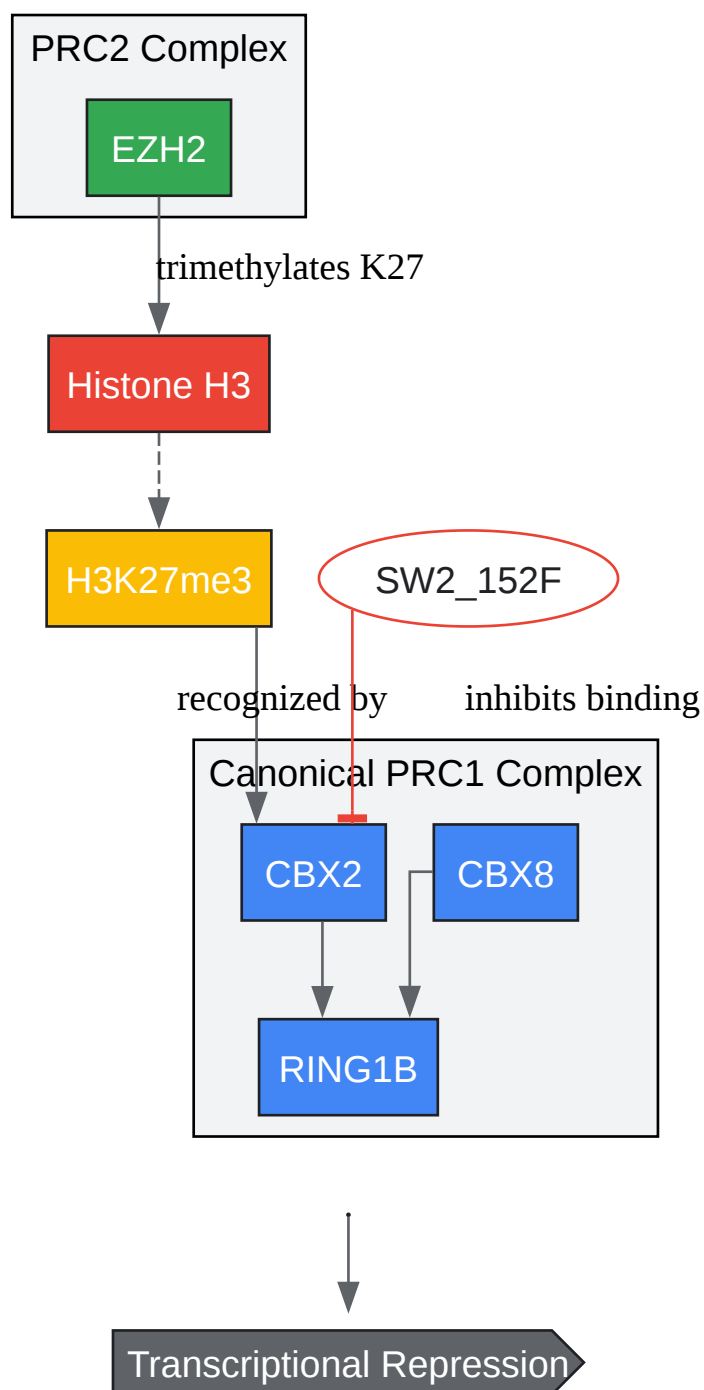 PRC2 Complex
EZH2
trimethylates K27
Histone H3
H3K27me3
SW2_152F
recognized by
inhibits binding
Canonical PRC1 Complex
CBX2
CBX8
RING1B
Transcriptional Repression